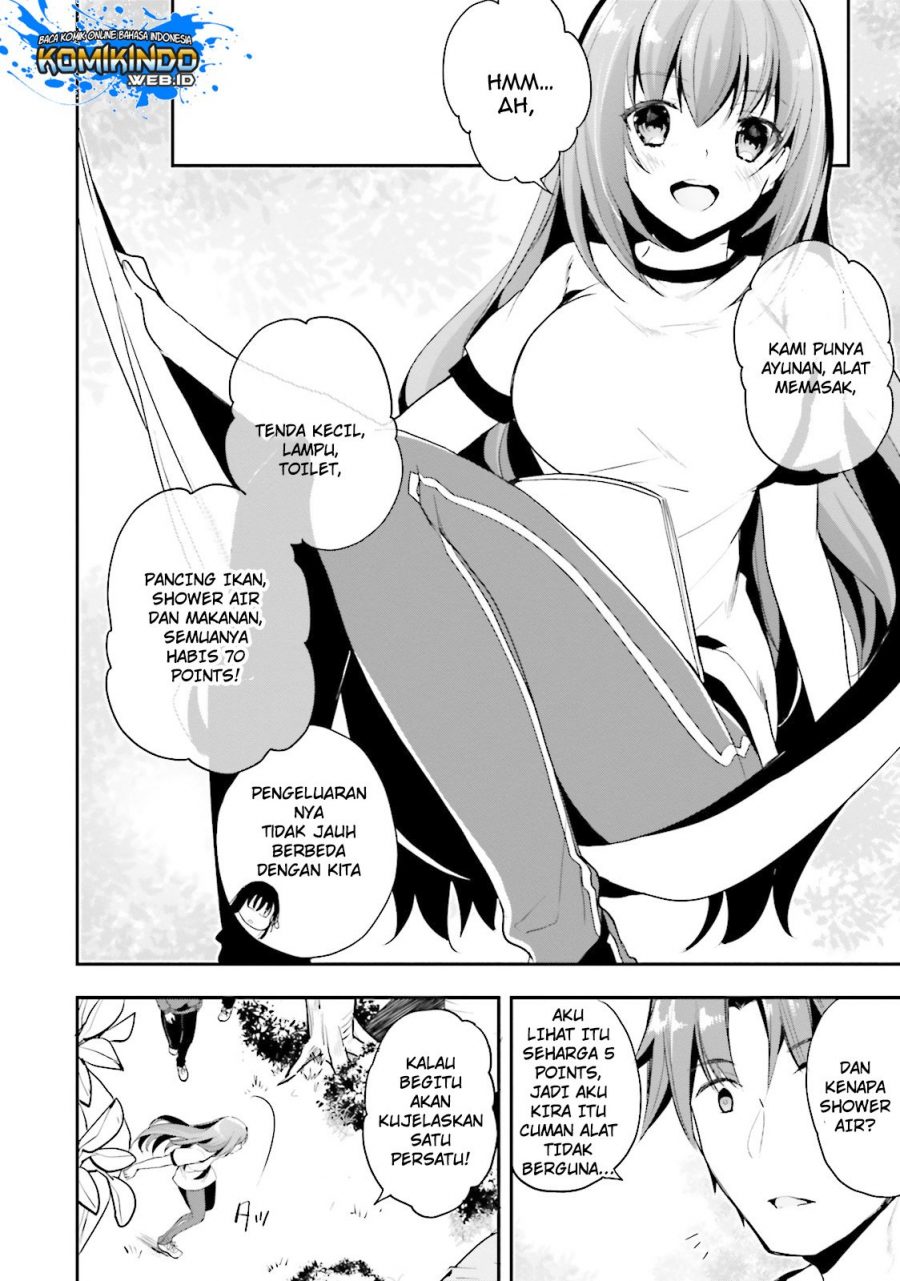 BACA KOMIK ONLINE BAHASA INDONESIA
KOMIKINDO
.WEB.ID
HMM...
AH,
KAMI PUNYA
AYUNAN, ALAT
MEMASAK,
TENDA KECIL,
LAMPU,
TOILET,
PANCING IKAN,
SHOWER AIR
DAN MAKANAN,
SEMUANYA
HABIS 70
POINTS!
PENGELUARAN
NYA
TIDAK JAUH
BERBEDA
DENGAN KITA
DAN
KENAPA
SHOWER
AIR?
AKU
LIHAT ITU
SEHARGA 5
POINTS,
JADI AKU
KIRA ITU
CUMAN ALAT
TIDAK
BERGUNA...
KALAU
BEGITU
AKAN
KUJELASKAN
SATU
PERSATU!